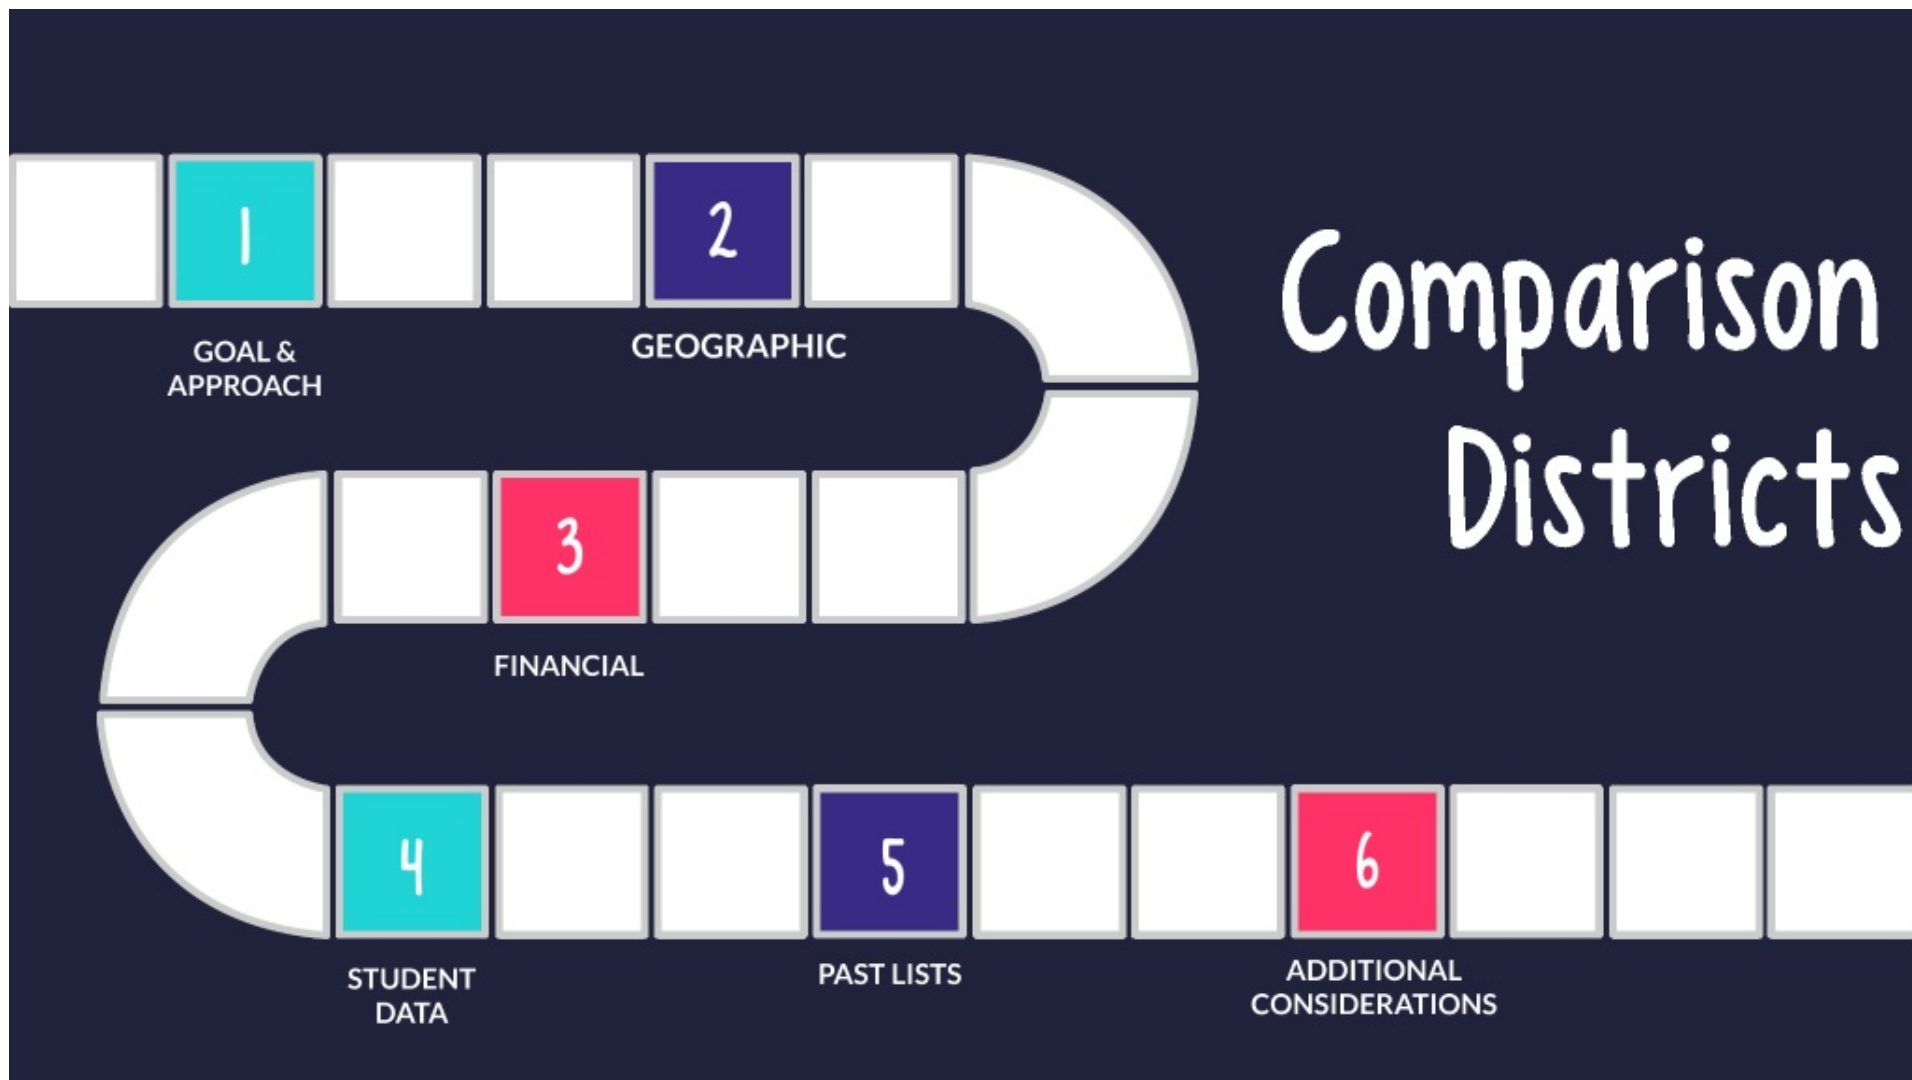 Comparison
Districts
1
2
GOAL &
APPROACH
GEOGRAPHIC
3
FINANCIAL
4
5
6
STUDENT
DATA
PAST LISTS
ADDITIONAL
CONSIDERATIONS